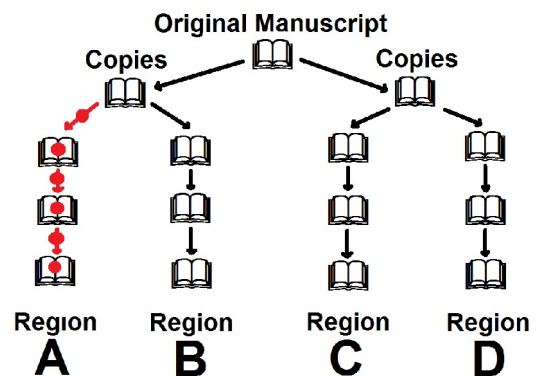 Original Manuscript
Copies
Copies
Region Region Region Region
A B C D